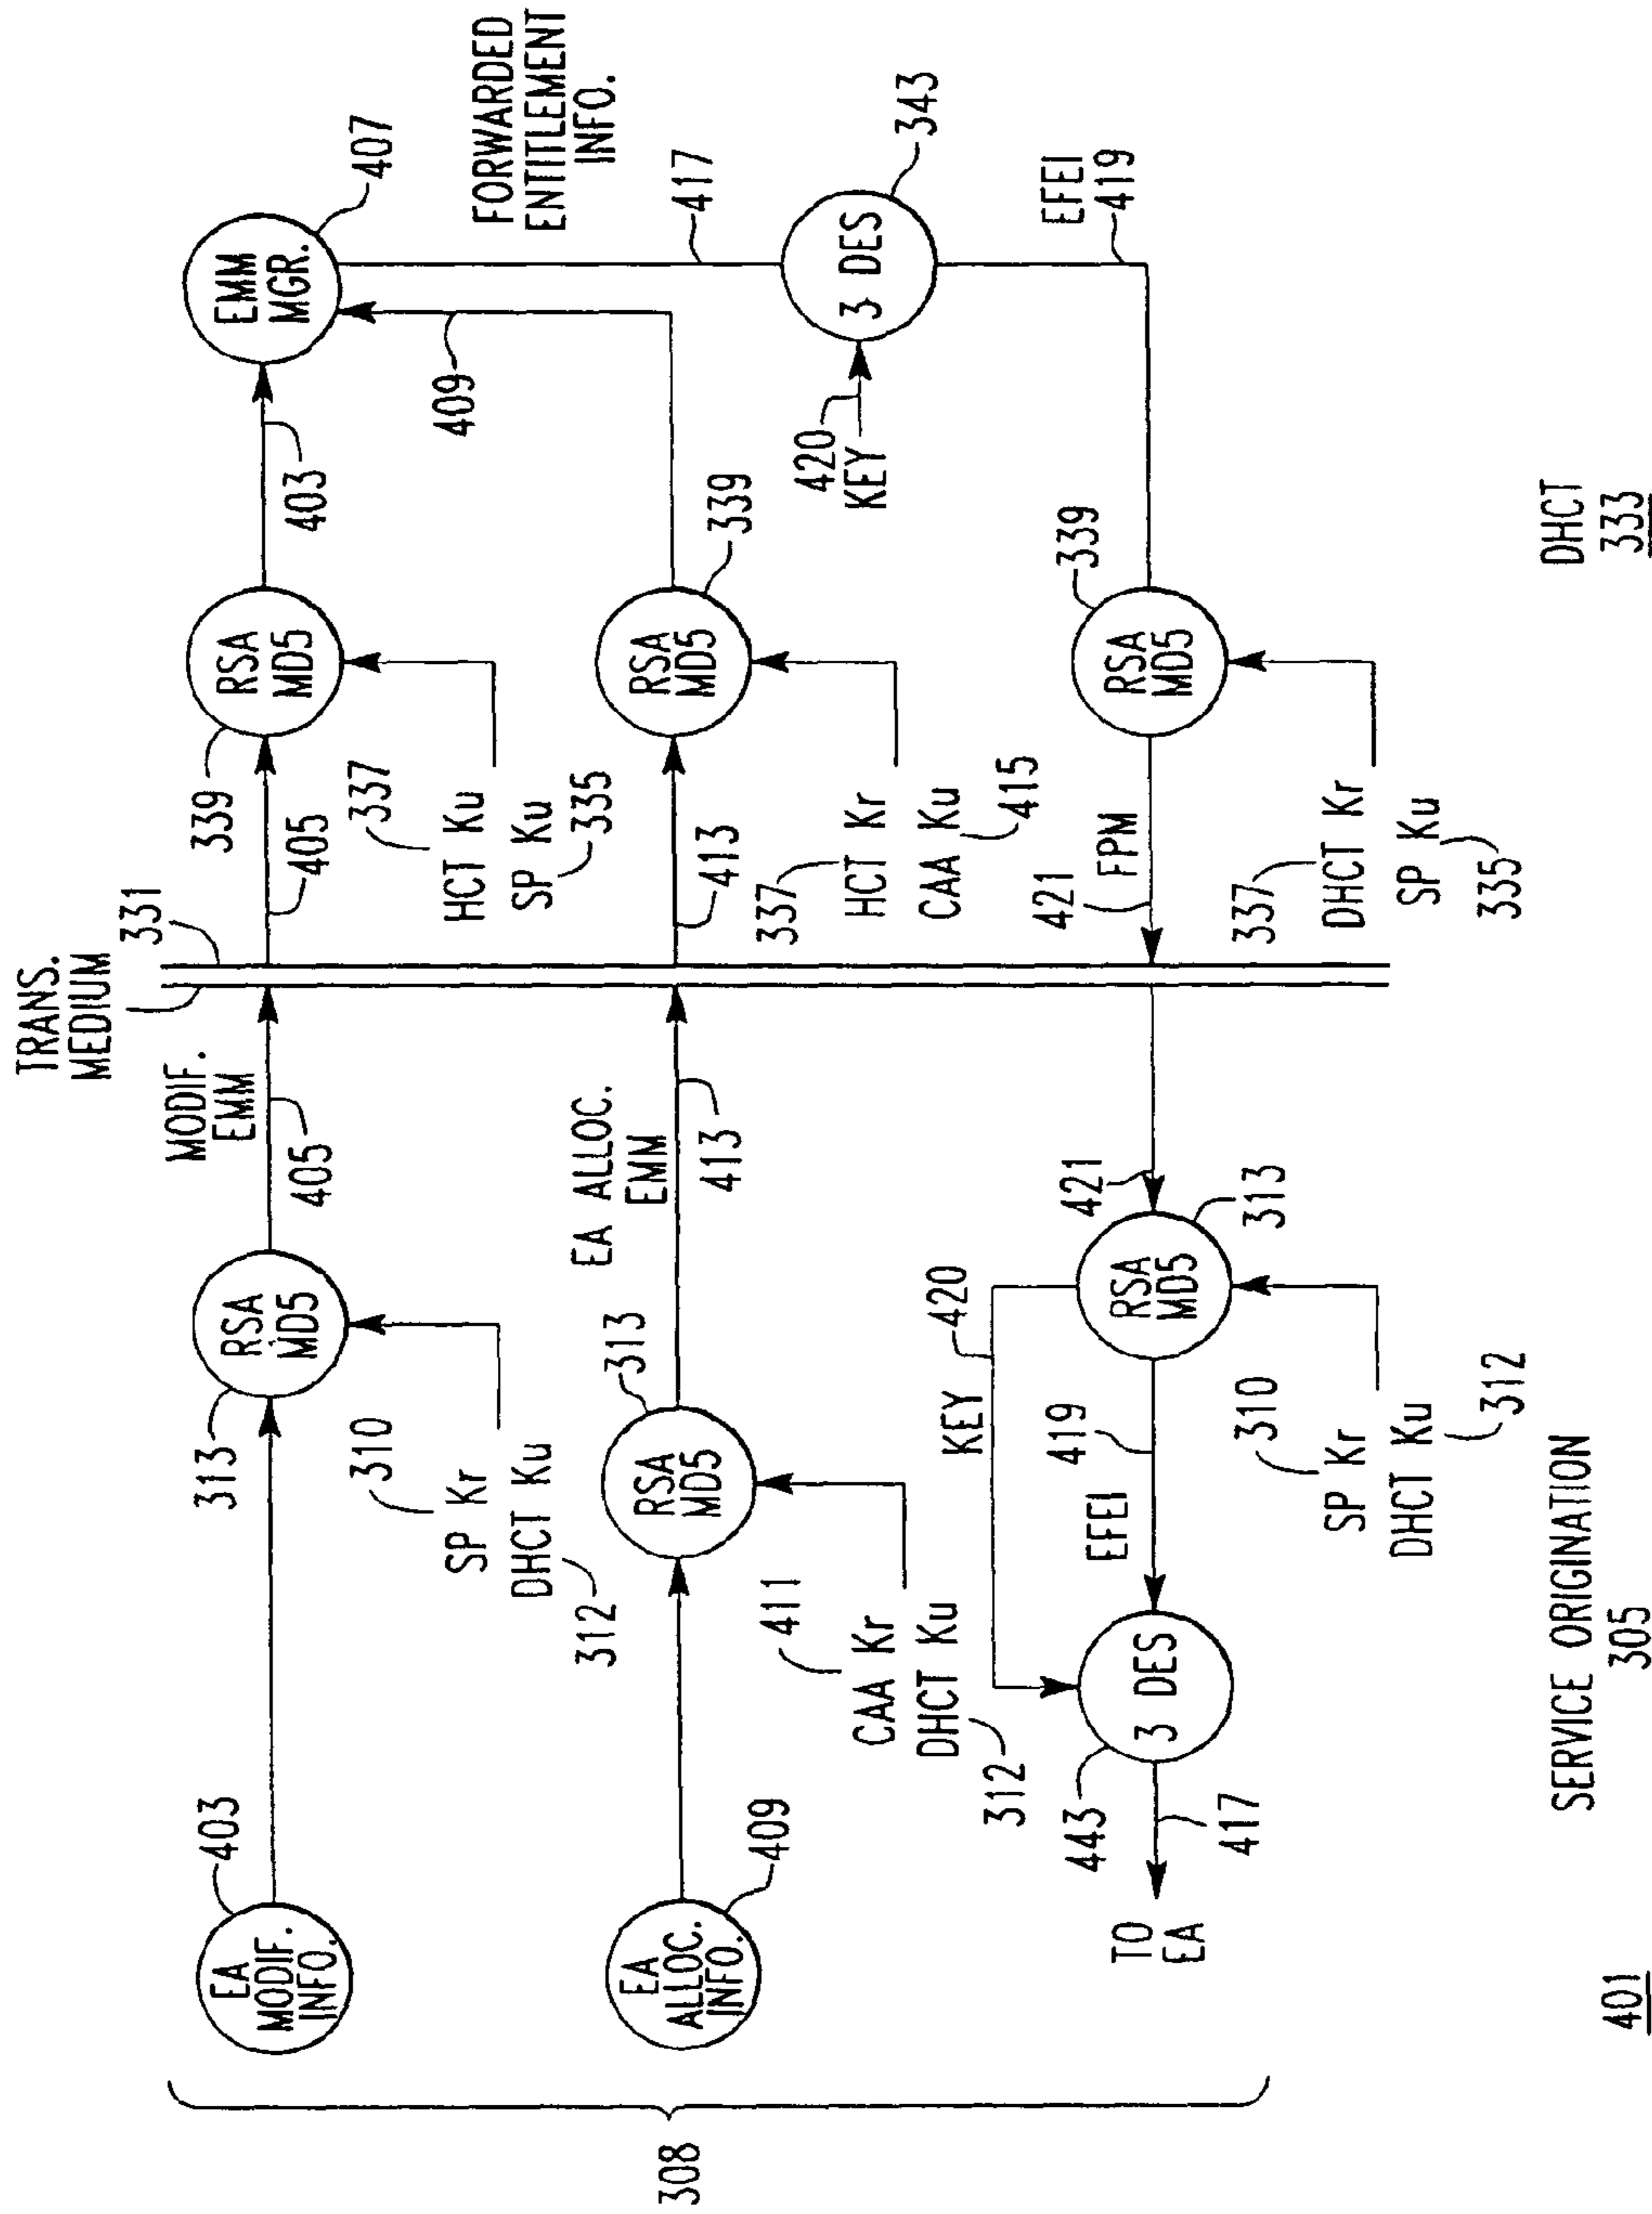 TRANS.
MEDIUM
331
308
EA
MODIF.
INFO.
403
313
RSA
MD5
310
SP Kr
DHCT Ku
312
MODIF.
EMM
405
405
339
RSA
MD5
337
HCT Ku
SP Ku
335
403
EMM
MGR.
407
EA
ALLOC.
INFO.
409
313
RSA
MD5
411
CAA Kr
DHCT Ku
312
EA ALLOC.
EMM
413
413
339
RSA
MD5
337
HCT Kr
CAA Ku
415
409
FORWARDED
ENTITLEMENT
INFO.
417
420
KEY
3 DES
343
EFEI
419
TO
EA
417
443
3 DES
EFEI
419
KEY
420
421
RSA
MD5
313
310
SP Kr
DHCT Ku
312
421
FPM
339
RSA
MD5
337
DHCT Kr
SP Ku
335
401
SERVICE ORIGINATION
305
DHCT
333